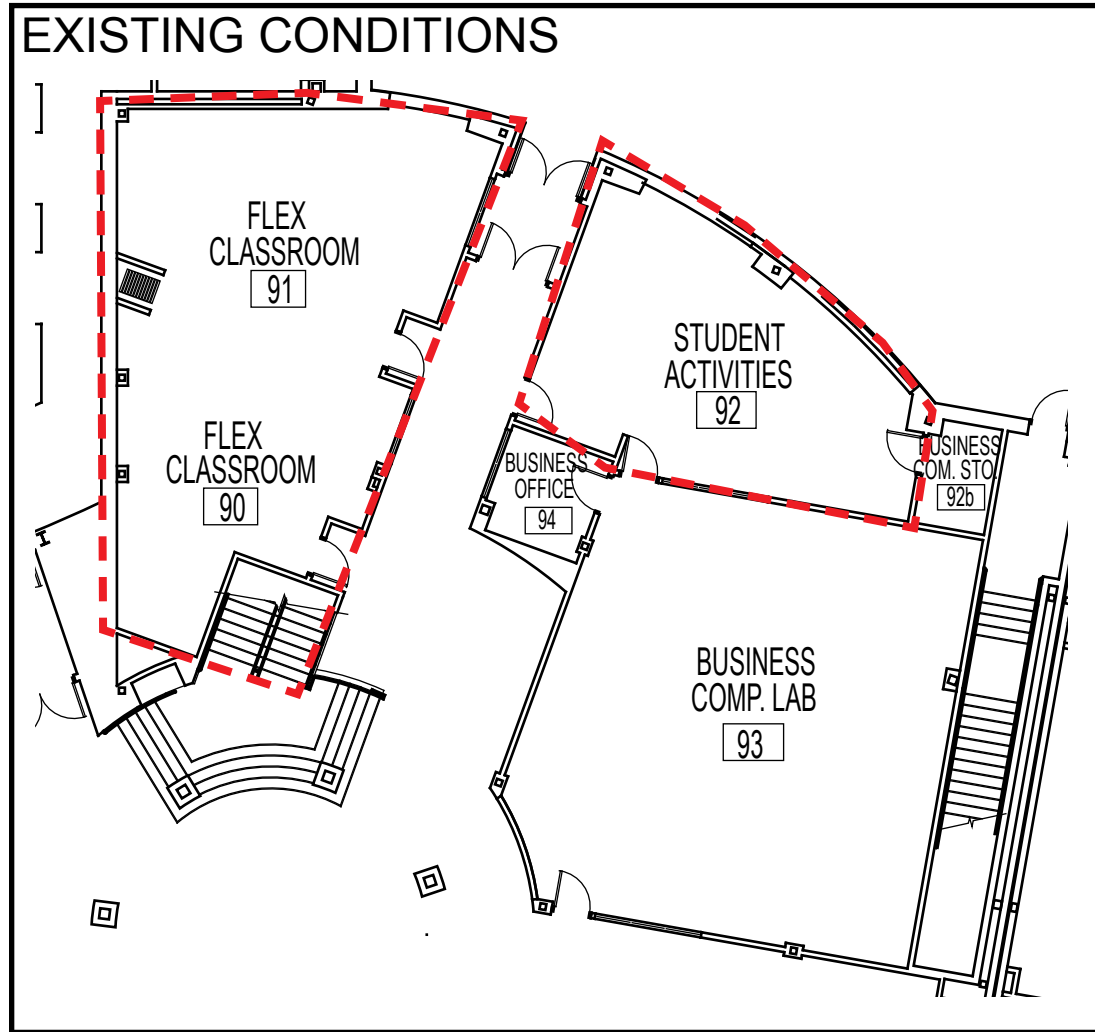 EXISTING CONDITIONS
FLEX
CLASSROOM
91
STUDENT
ACTIVITIES
92
FLEX
CLASSROOM
90
BUSINESS
OFFICE
94
BUSINESS
COM. STO.
92b
BUSINESS
COMP. LAB
93